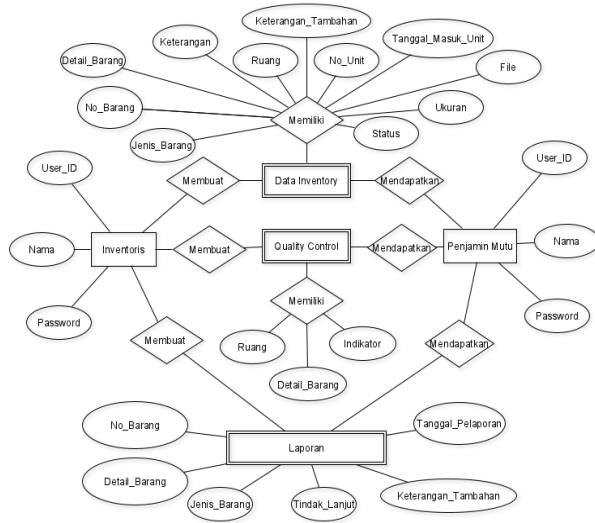 Keterangan_Tambahan
Keterangan
Tanggal_Masuk_Unit
Detail_Barang
Ruang
No_Unit
File
No_Barang
Memiliki
Ukuran
Jenis_Barang
Status
User_ID
Membuat
Data Inventory
Mendapatkan
User_ID
Nama
Inventoris
Membuat
Quality Control
Mendapatkan
Penjamin Mutu
Nama
Password
Memiliki
Password
Membuat
Ruang
Indikator
Mendapatkan
Detail_Barang
No_Barang
Tanggal_Pelaporan
Laporan
Detail_Barang
Jenis_Barang
Tindak_Lanjut
Keterangan_Tambahan